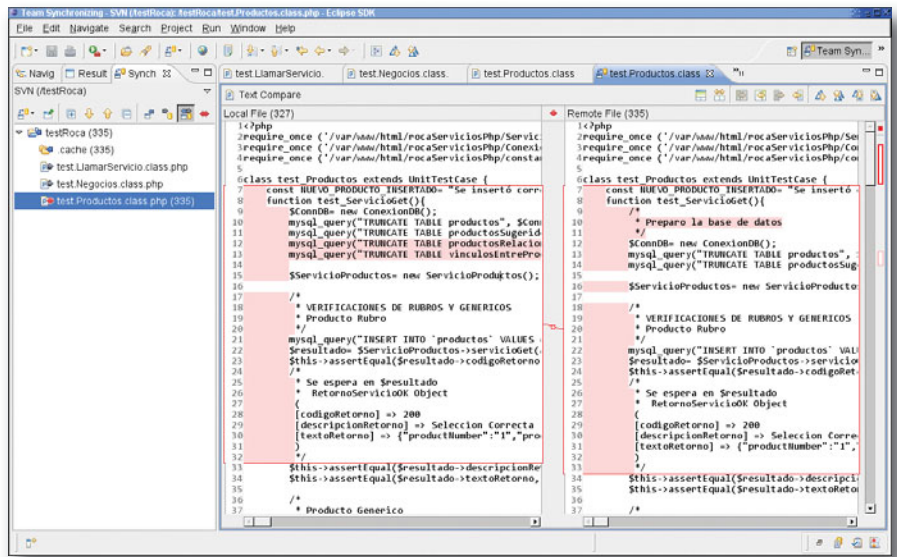 Team Synchronizing - SVN (/testRoca): /testRoca/test.Productos.class.php - Eclipse SDK
File Edit Navigate Search Project Run Window Help
Team Syn...
Navig Result Synch
test.LlamarServicio. test.Negocios.class. test.Productos.class test.Productos.class
SVN (/testRoca)
Text Compare
Local File (327)
Remote File (335)
testRoca (335)
.cache (335)
test.LlamarServicio.class.php
test.Negocios.class.php
test.Productos.class.php (335)
1<?php
2require_once ('/var/www/html/rocaServiciosPhp/Servic
3require_once ('/var/www/html/rocaServiciosPhp/Conexi
4require_once ('/var/www/html/rocaServiciosPhp/consta
5
6class test_Productos extends UnitTestCase {
7 const NUEVO_PRODUCTO_INSERTADO= "Se insertó corr
8 function test_ServicioGet(){
9 $ConnDB= new ConexionDB();
10 mysql_query("TRUNCATE TABLE productos", $Con
11 mysql_query("TRUNCATE TABLE productosSugerid
12 mysql_query("TRUNCATE TABLE productosRelacio
13 mysql_query("TRUNCATE TABLE vinculosEntrePro
14
15 $ServicioProductos= new ServicioProductos();
16
17 /*
18 * VERIFICACIONES DE RUBROS Y GENERICOS
19 * Producto Rubro
20 */
21 mysql_query("INSERT INTO `productos` VALUES
22 $resultado= $ServicioProductos->servicioGet(
23 $this->assertEqual($resultado->codigoRetorno
24 /*
25 * Se espera en $resultado
26 * RetornoServicioOK Object
27 (
28 [codigoRetorno] => 200
29 [descripcionRetorno] => Seleccion Correcta
30 [textoRetorno] => {"productNumber":"1","pro
31 )
32 */
33 $this->assertEqual($resultado->descripcionRe
34 $this->assertEqual($resultado->textoRetorno,
35
36 /*
37 * Producto Generico
1<?php
2require_once ('/var/www/html/rocaServiciosPhp/Se
3require_once ('/var/www/html/rocaServiciosPhp/Co
4require_once ('/var/www/html/rocaServiciosPhp/co
5
6class test_Productos extends UnitTestCase {
7 const NUEVO_PRODUCTO_INSERTADO= "Se insertó
8 function test_ServicioGet(){
9 /*
10 * Preparo la base de datos
11 */
12 $ConnDB= new ConexionDB();
13 mysql_query("TRUNCATE TABLE productos",
14 mysql_query("TRUNCATE TABLE productosSug
15
16 $ServicioProductos= new ServicioProducto
17
18 /*
19 * VERIFICACIONES DE RUBROS Y GENERICOS
20 * Producto Rubro
21 */
22 mysql_query("INSERT INTO `productos` VALU
23 $resultado= $ServicioProductos->servicio
24 $this->assertEqual($resultado->codigoRet
25 /*
26 * Se espera en $resultado
27 * RetornoServicioOK Object
28 (
29 [codigoRetorno] => 200
30 [descripcionRetorno] => Seleccion Corre
31 [textoRetorno] => {"productNumber":"1",
32 )
33 */
34 $this->assertEqual($resultado->descripci
35 $this->assertEqual($resultado->textoReto
36
37 /*